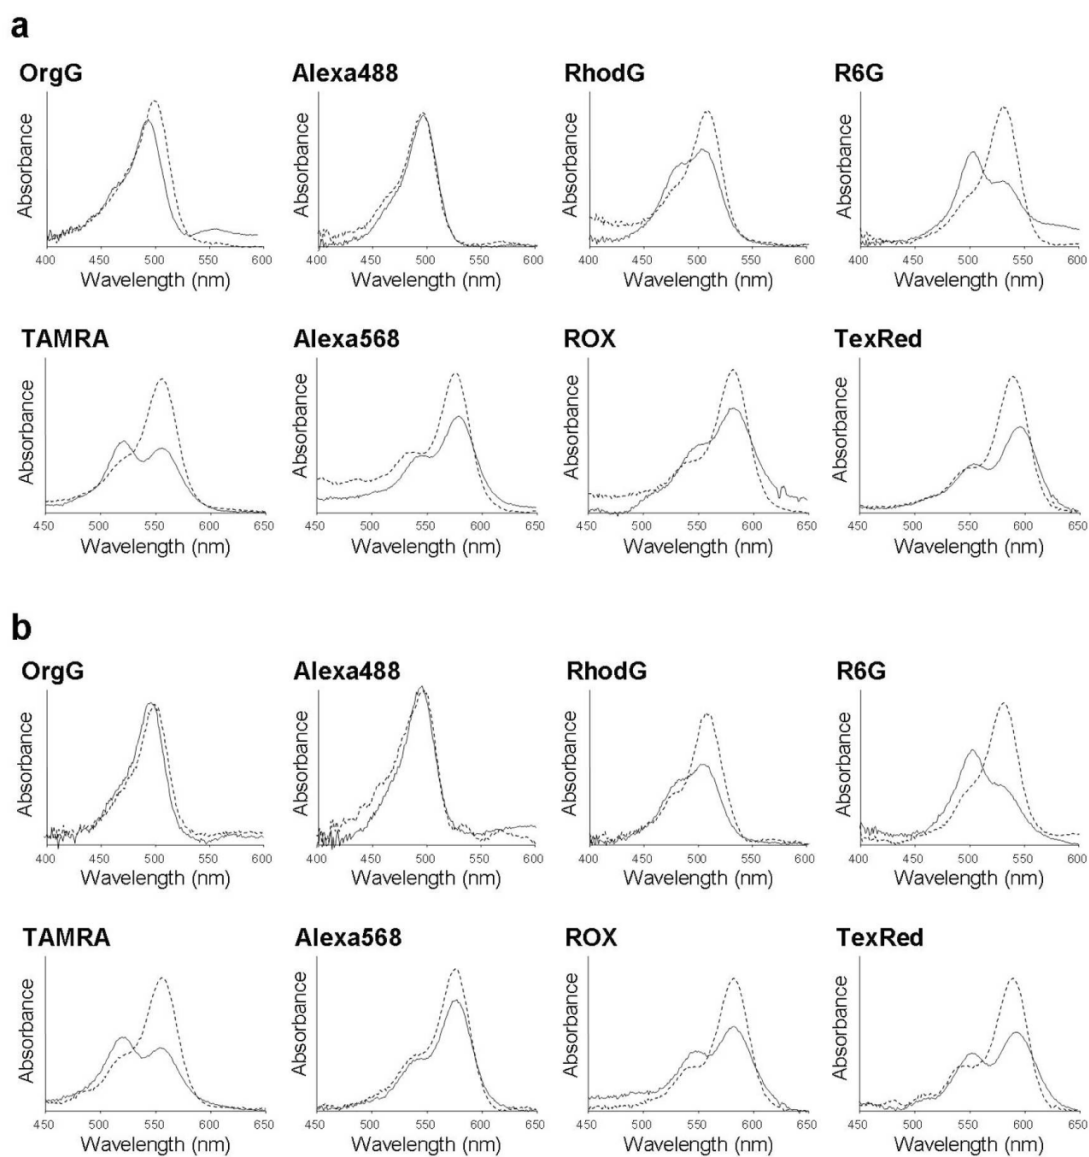 a
OrgG Alexa488 RhodG R6G
Absorbance Absorbance Absorbance Absorbance
400 450 500 550 600 400 450 500 550 600 400 450 500 550 600 400 450 500 550 600
Wavelength (nm) Wavelength (nm) Wavelength (nm) Wavelength (nm)
TAMRA Alexa568 ROX TexRed
Absorbance Absorbance Absorbance Absorbance
450 500 550 600 650 450 500 550 600 650 450 500 550 600 650 450 500 550 600 650
Wavelength (nm) Wavelength (nm) Wavelength (nm) Wavelength (nm)
b
OrgG Alexa488 RhodG R6G
Absorbance Absorbance Absorbance Absorbance
400 450 500 550 600 400 450 500 550 600 400 450 500 550 600 400 450 500 550 600
Wavelength (nm) Wavelength (nm) Wavelength (nm) Wavelength (nm)
TAMRA Alexa568 ROX TexRed
Absorbance Absorbance Absorbance Absorbance
450 500 550 600 650 450 500 550 600 650 450 500 550 600 650 450 500 550 600 650
Wavelength (nm) Wavelength (nm) Wavelength (nm) Wavelength (nm)